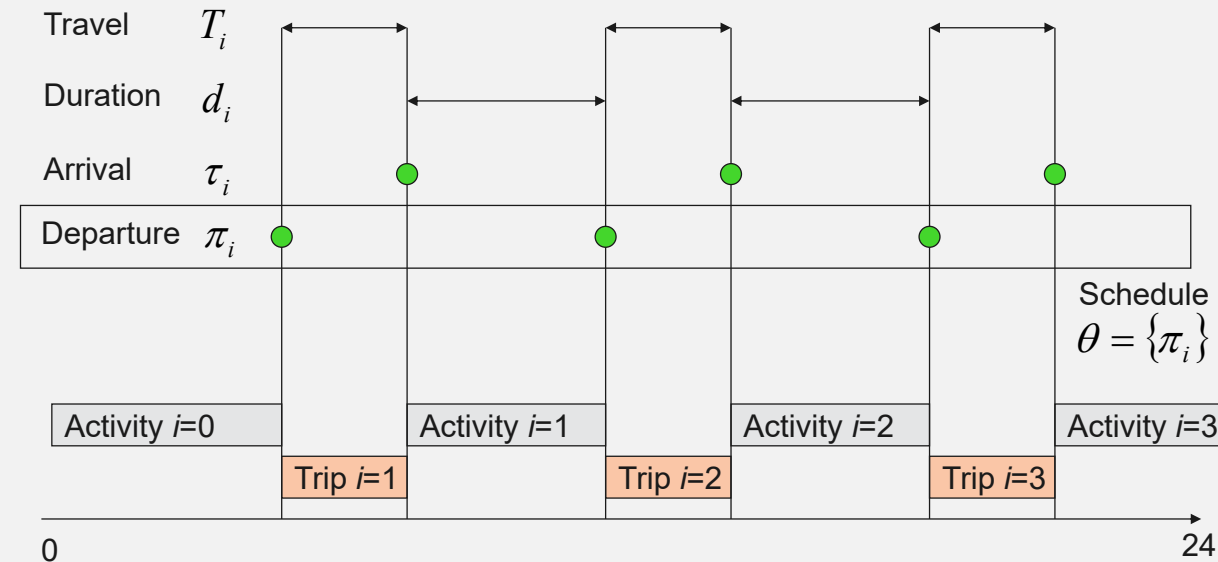 Travel T_i
Duration d_i
Arrival τ_i
Departure π_i
Schedule
θ = {π_i}
Activity i=0 Activity i=1 Activity i=2 Activity i=3
Trip i=1 Trip i=2 Trip i=3
0 24